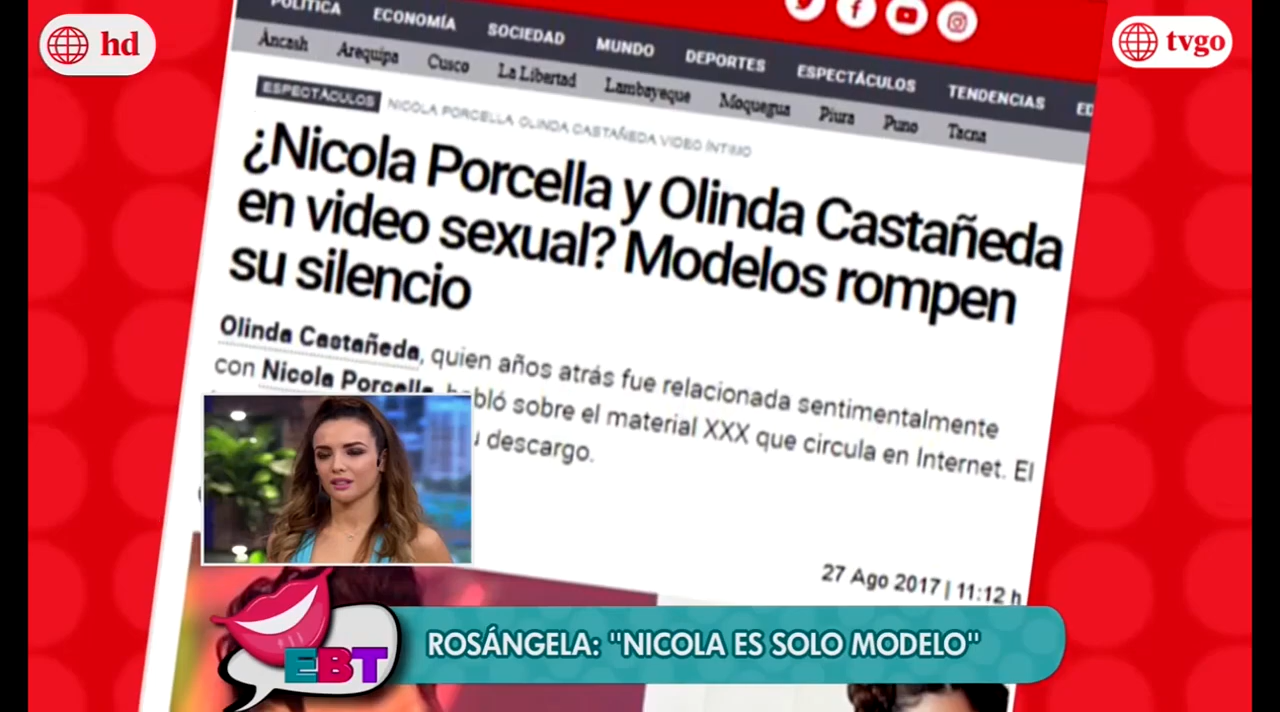 hd
tvgo
POLÍTICA ECONOMÍA SOCIEDAD MUNDO DEPORTES ESPECTÁCULOS TENDENCIAS ED
Áncash Arequipa Cusco La Libertad Lambayeque Moquegua Piura Puno Tacna
ESPECTÁCULOS NICOLA PORCELLA OLINDA CASTAÑEDA VIDEO ÍNTIMO
¿Nicola Porcella y Olinda Castañeda
en video sexual? Modelos rompen
su silencio
Olinda Castañeda, quien años atrás fue relacionada sentimentalmente
con Nicola Porcella, habló sobre el material XXX que circula en Internet. El
descargo.
27 Ago 2017 | 11:12 h
EBT
ROSÁNGELA: "NICOLA ES SOLO MODELO"